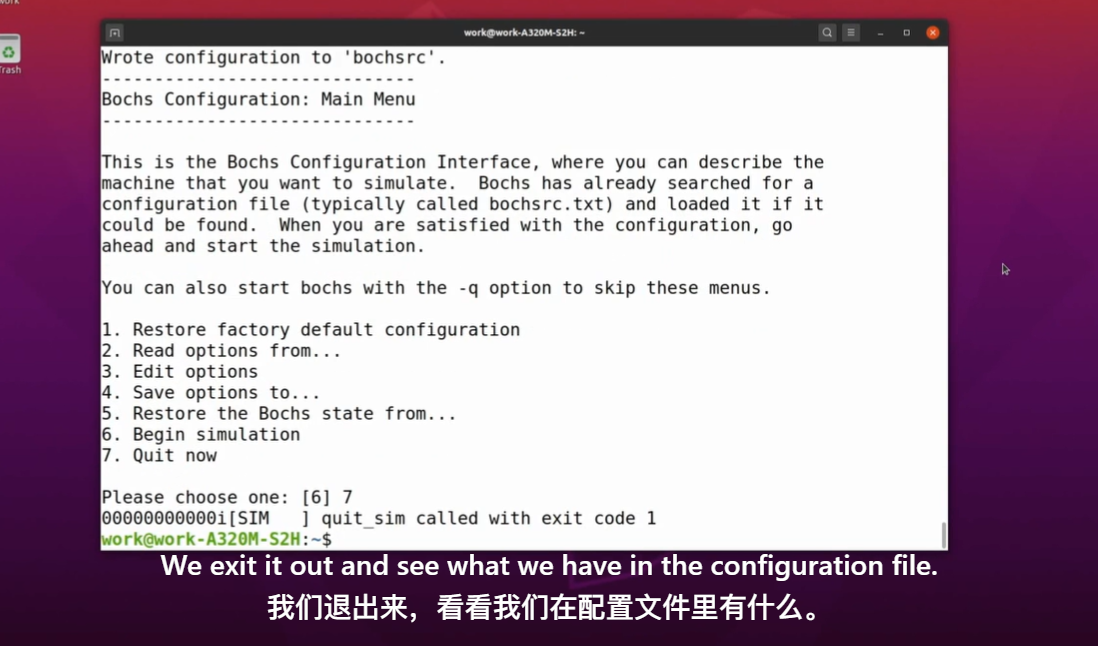 work
Trash
work@work-A320M-S2H: ~
Wrote configuration to 'bochsrc'.
------------------------------
Bochs Configuration: Main Menu
------------------------------
This is the Bochs Configuration Interface, where you can describe the
machine that you want to simulate.  Bochs has already searched for a
configuration file (typically called bochsrc.txt) and loaded it if it
could be found.  When you are satisfied with the configuration, go
ahead and start the simulation.
You can also start bochs with the -q option to skip these menus.
1. Restore factory default configuration
2. Read options from...
3. Edit options
4. Save options to...
5. Restore the Bochs state from...
6. Begin simulation
7. Quit now
Please choose one: [6] 7
00000000000i[SIM   ] quit_sim called with exit code 1
work@work-A320M-S2H:~$
We exit it out and see what we have in the configuration file.
我们退出来，看看我们在配置文件里有什么。